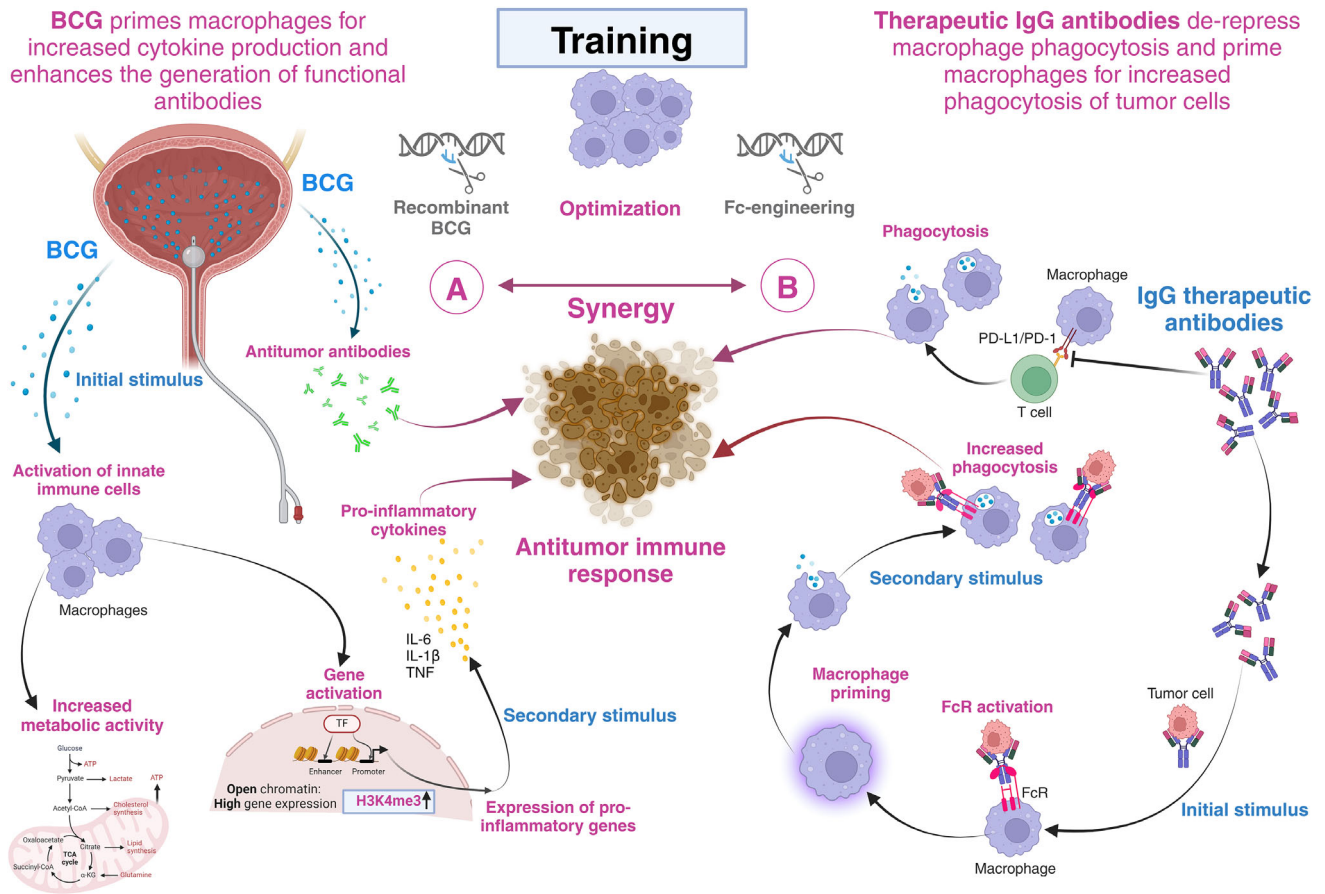 BCG primes macrophages for
increased cytokine production and
enhances the generation of functional
antibodies
Training
Therapeutic IgG antibodies de-repress
macrophage phagocytosis and prime
macrophages for increased
phagocytosis of tumor cells
BCG
BCG
Recombinant
BCG
Optimization
Fc-engineering
A
B
Synergy
Antitumor immune
response
Initial stimulus
Antitumor antibodies
Activation of innate
immune cells
Macrophages
Pro-inflammatory
cytokines
IL-6
IL-1β
TNF
Increased
metabolic activity
Glucose
ATP
Pyruvate
Lactate
ATP
Acetyl-CoA
Cholesterol
synthesis
Oxaloacetate
Citrate
Lipid
synthesis
TCA
cycle
Succinyl-CoA
α-KG
Glutamine
Gene
activation
TF
Enhancer
Promoter
Open chromatin:
High gene expression
H3K4me3
Secondary stimulus
Expression of pro-
inflammatory genes
Phagocytosis
Macrophage
IgG therapeutic
antibodies
PD-L1/PD-1
T cell
Increased
phagocytosis
Secondary stimulus
Macrophage
priming
FcR activation
FcR
Macrophage
Tumor cell
Initial stimulus